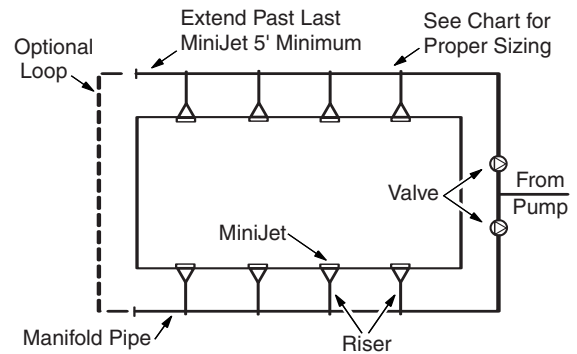 Extend Past Last
MiniJet 5' Minimum
See Chart for
Proper Sizing
Optional
Loop
Valve
From
Pump
MiniJet
Manifold Pipe
Riser